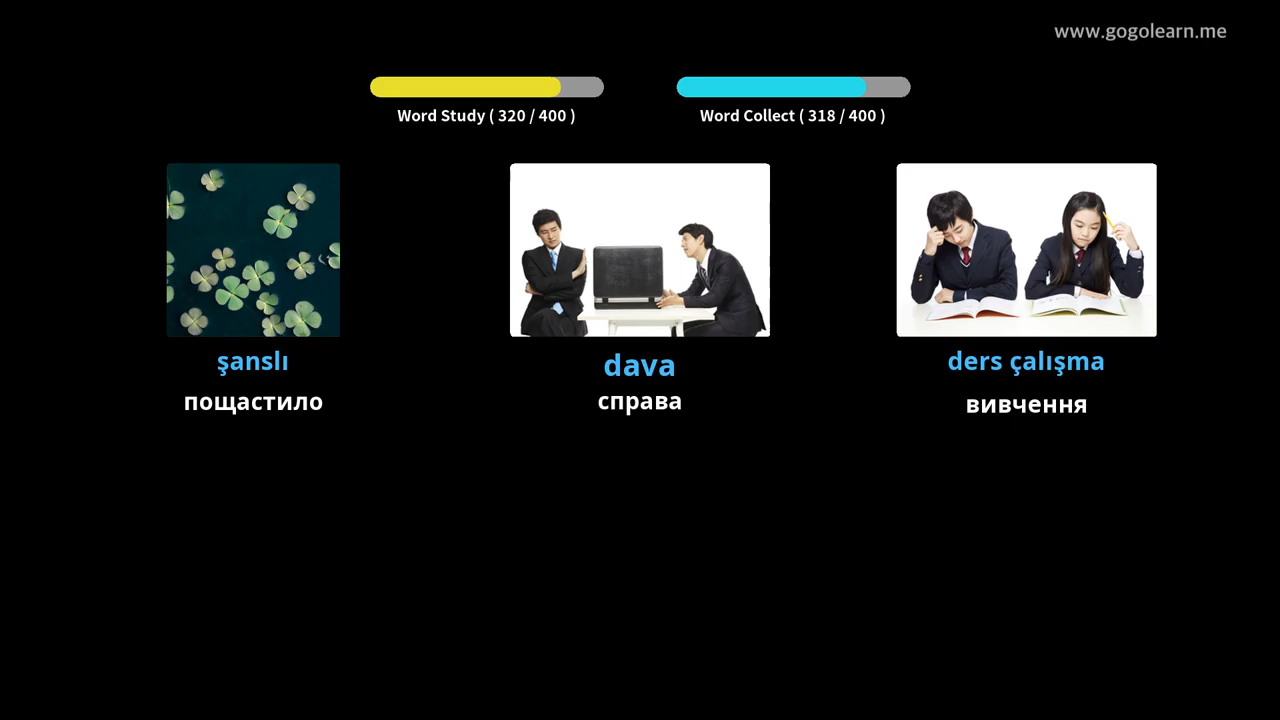 www.gogolearn.me
Word Study ( 320 / 400 )
Word Collect ( 318 / 400 )
şanslı
пощастило
dava
справа
ders çalışma
вивчення